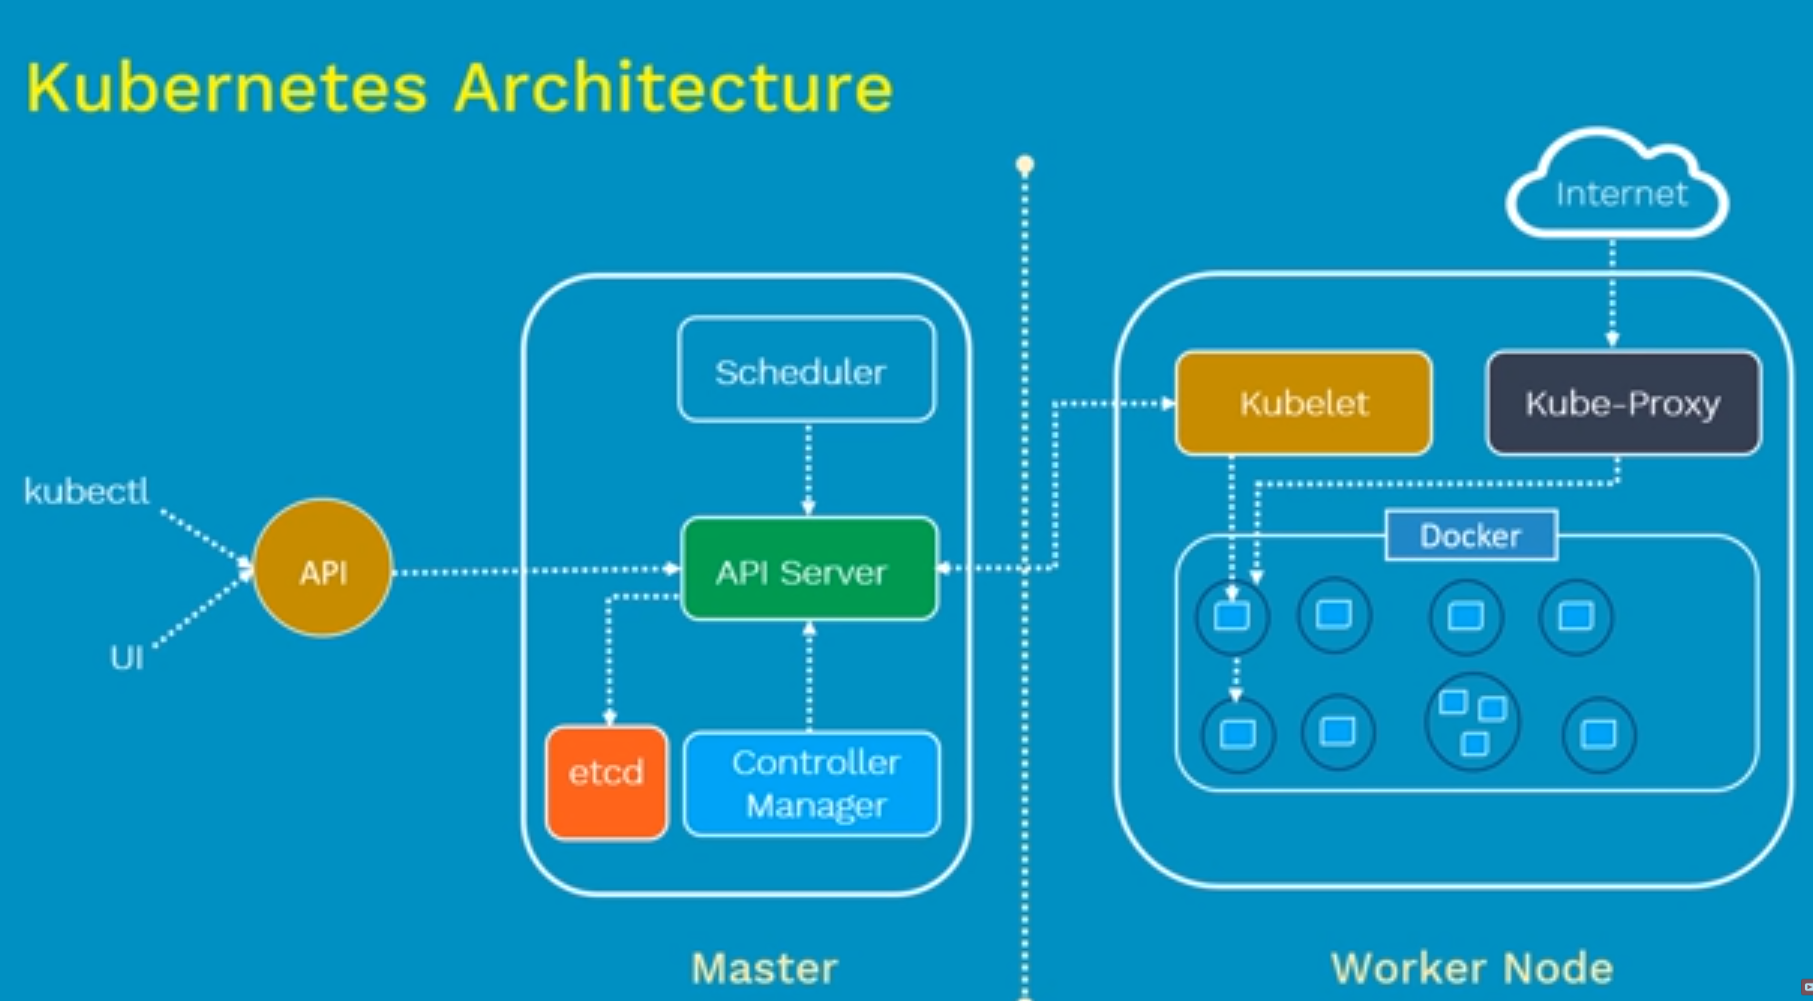 Kubernetes Architecture
Internet
Scheduler
Kubelet
Kube-Proxy
kubectl
API
API Server
UI
Docker
etcd
Controller
Manager
Master
Worker Node